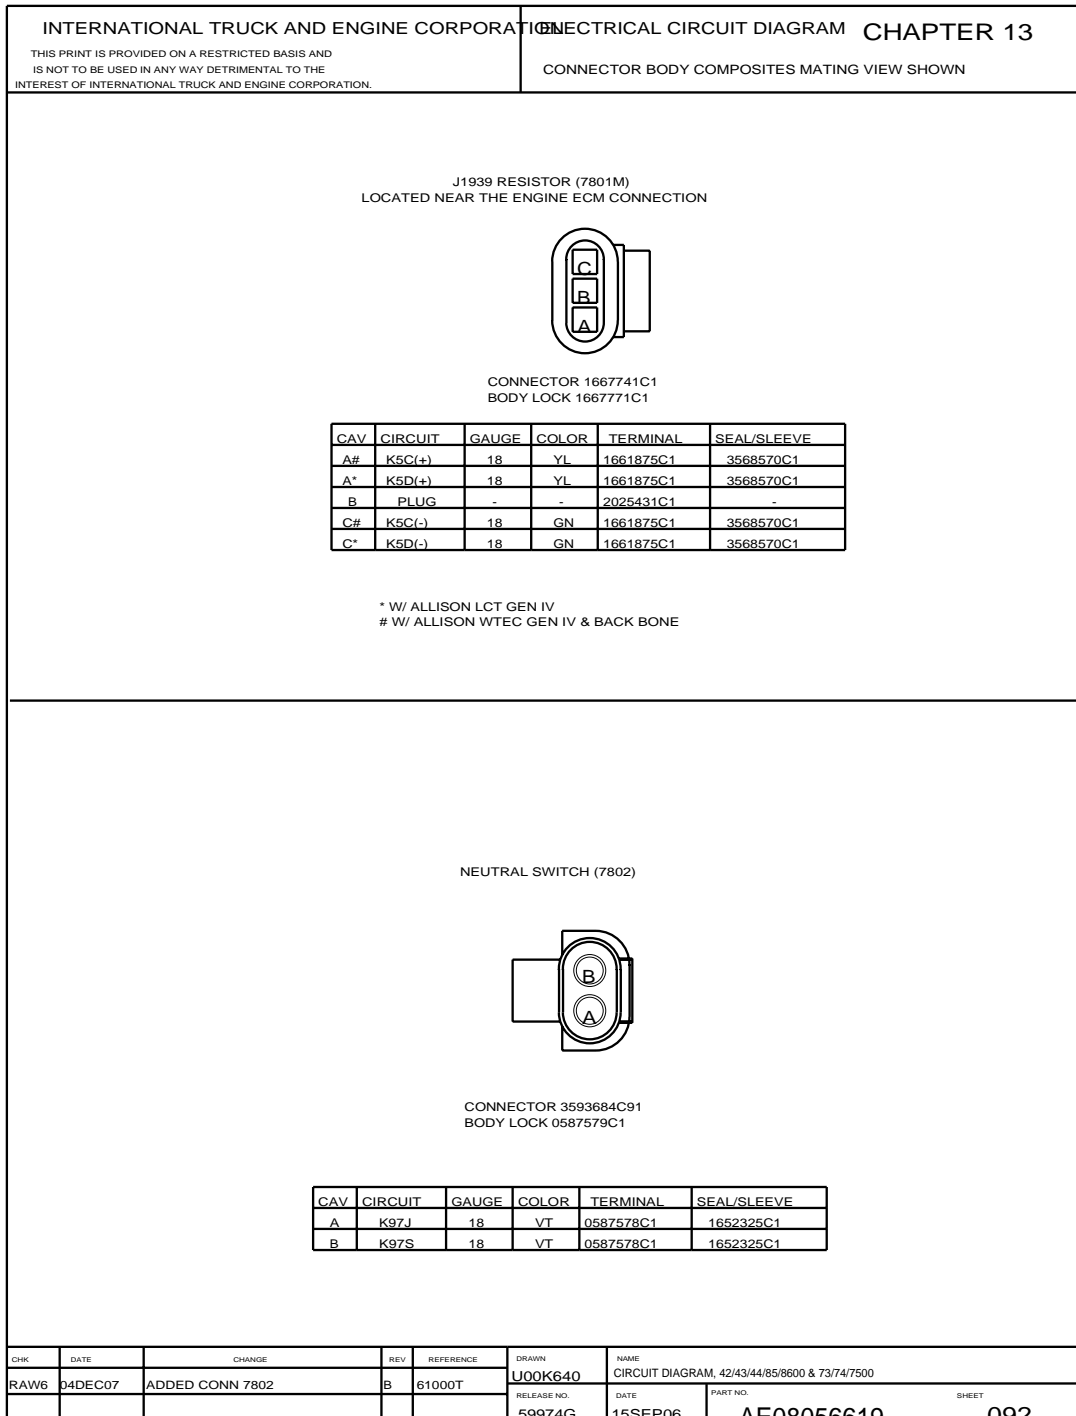 INTERNATIONAL TRUCK AND ENGINE CORPORATION
THIS PRINT IS PROVIDED ON A RESTRICTED BASIS AND
IS NOT TO BE USED IN ANY WAY DETRIMENTAL TO THE
INTEREST OF INTERNATIONAL TRUCK AND ENGINE CORPORATION.
ELECTRICAL CIRCUIT DIAGRAM CHAPTER 13
CONNECTOR BODY COMPOSITES MATING VIEW SHOWN
J1939 RESISTOR (7801M)
LOCATED NEAR THE ENGINE ECM CONNECTION
C
B
A
CONNECTOR 1667741C1
BODY LOCK 1667771C1
CAV CIRCUIT GAUGE COLOR TERMINAL SEAL/SLEEVE
A# K5C(+) 18 YL 1661875C1 3568570C1
A* K5D(+) 18 YL 1661875C1 3568570C1
B PLUG - - 2025431C1 -
C# K5C(-) 18 GN 1661875C1 3568570C1
C* K5D(-) 18 GN 1661875C1 3568570C1
* W/ ALLISON LCT GEN IV
# W/ ALLISON WTEC GEN IV & BACK BONE
NEUTRAL SWITCH (7802)
B
A
CONNECTOR 3593684C91
BODY LOCK 0587579C1
CAV CIRCUIT GAUGE COLOR TERMINAL SEAL/SLEEVE
A K97J 18 VT 0587578C1 1652325C1
B K97S 18 VT 0587578C1 1652325C1
CHK DATE CHANGE REV REFERENCE DRAWN NAME
RAW6 04DEC07 ADDED CONN 7802 B 61000T U00K640 CIRCUIT DIAGRAM, 42/43/44/85/8600 & 73/74/7500
RELEASE NO. DATE PART NO. SHEET
59974G 15SEP06 AE08056619 092